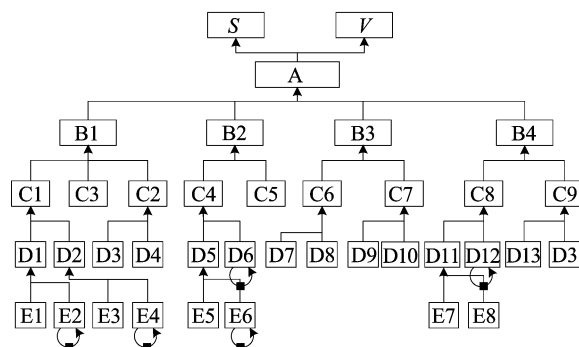 S V
A
B1 B2 B3 B4
C1 C3 C2 C4 C5 C6 C7 C8 C9
D1 D2 D3 D4 D5 D6 D7 D8 D9 D10 D11 D12 D13 D3
E1 E2 E3 E4 E5 E6 E7 E8